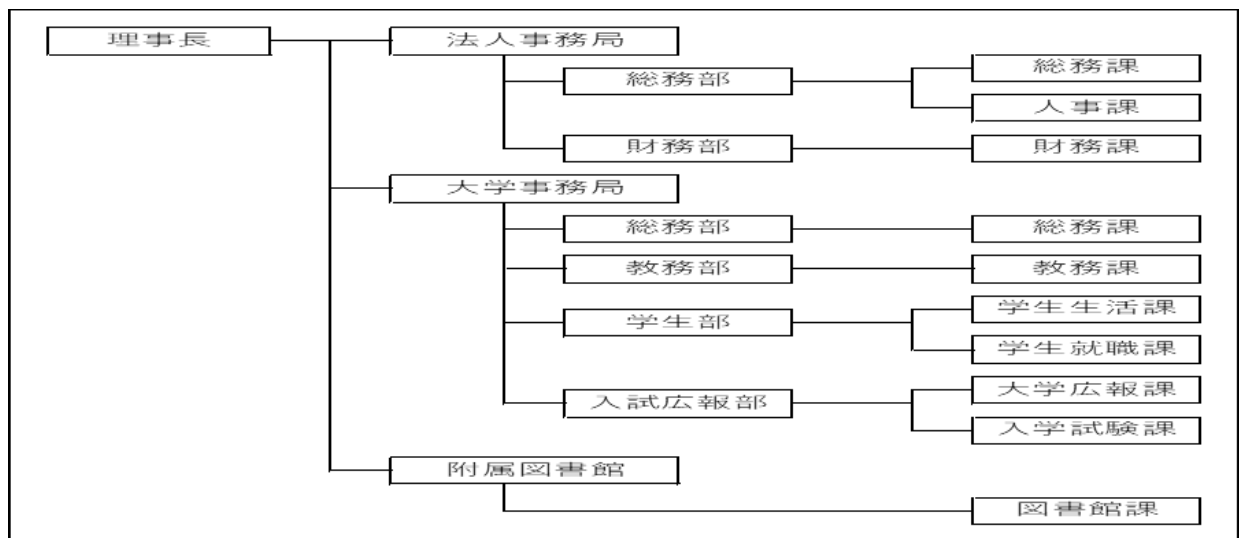 理事長
法人事務局
総務部
総務課
人事課
財務部
財務課
大学事務局
総務部
総務課
教務部
教務課
学生部
学生生活課
学生就職課
入試広報部
大学広報課
入学試験課
附属図書館
図書館課